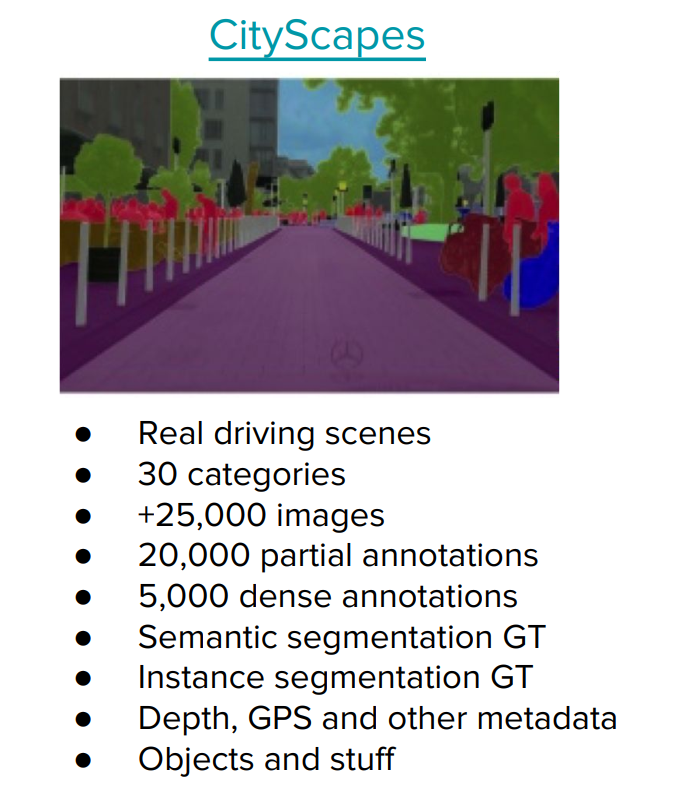 CityScapes
● Real driving scenes
● 30 categories
● +25,000 images
● 20,000 partial annotations
● 5,000 dense annotations
● Semantic segmentation GT
● Instance segmentation GT
● Depth, GPS and other metadata
● Objects and stuff